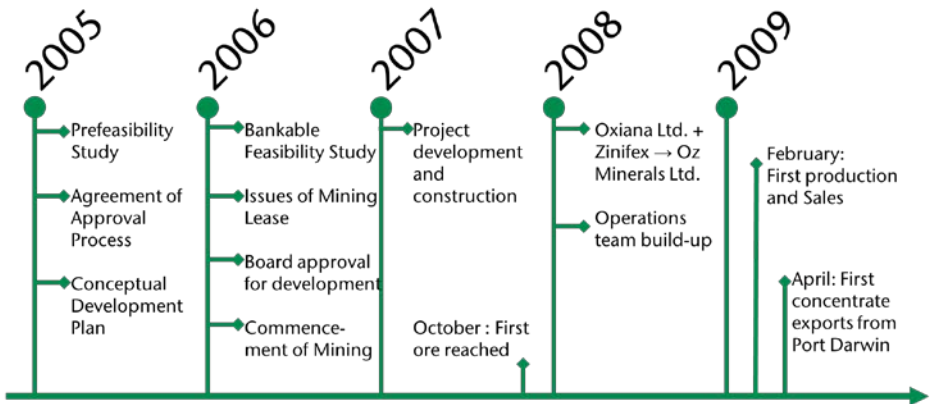 2005
2006
2007
2008
2009
Prefeasibility
Study
Agreement of
Approval
Process
Conceptual
Development
Plan
Bankable
Feasibility Study
Issues of Mining
Lease
Board approval
for development
Commence-
ment of Mining
Project
development
and
construction
October : First
ore reached
Oxiana Ltd. +
Zinifex → Oz
Minerals Ltd.
Operations
team build-up
February:
First production
and Sales
April: First
concentrate
exports from
Port Darwin